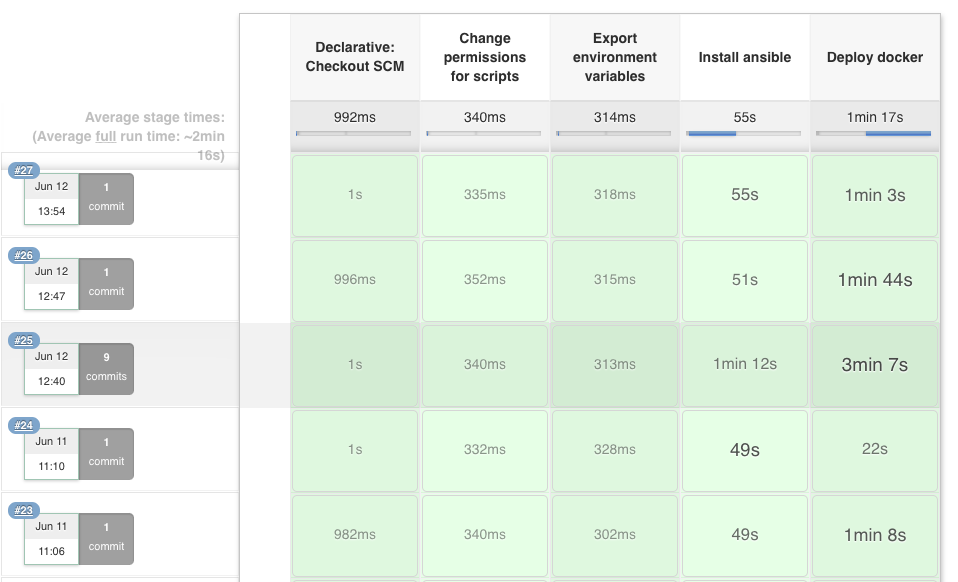 Declarative:
Checkout SCM
Change
permissions
for scripts
Export
environment
variables
Install ansible
Deploy docker
Average stage times:
(Average full run time: ~2min
16s)
992ms
340ms
314ms
55s
1min 17s
#27
Jun 12
13:54
1
commit
1s
335ms
318ms
55s
1min 3s
#26
Jun 12
12:47
1
commit
996ms
352ms
315ms
51s
1min 44s
#25
Jun 12
12:40
9
commits
1s
340ms
313ms
1min 12s
3min 7s
#24
Jun 11
11:10
1
commit
1s
332ms
328ms
49s
22s
#23
Jun 11
11:06
1
commit
982ms
340ms
302ms
49s
1min 8s